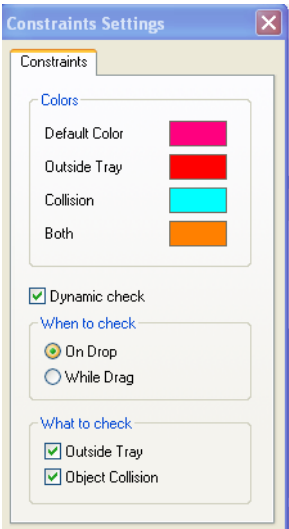 Constraints Settings
Constraints
Colors
Default Color
Outside Tray
Collision
Both
Dynamic check
When to check
On Drop
While Drag
What to check
Outside Tray
Object Collision